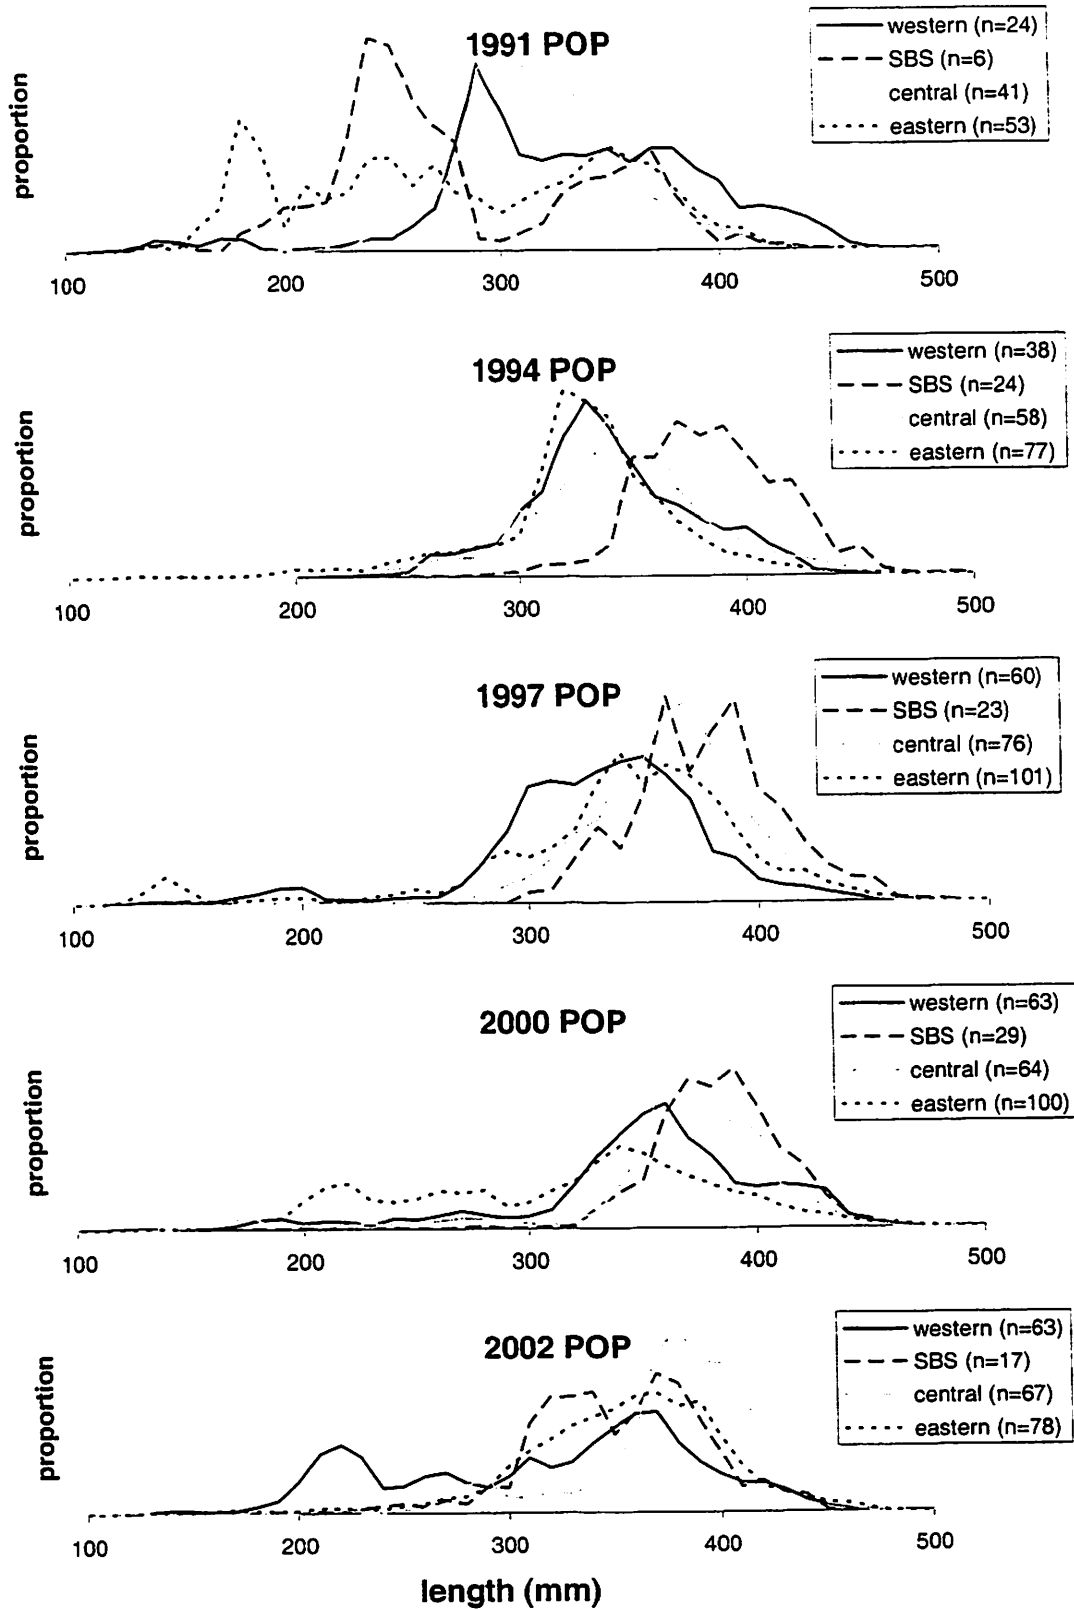 1991 POP
western (n=24)
SBS (n=6)
central (n=41)
eastern (n=53)
proportion
100 200 300 400 500
1994 POP
western (n=38)
SBS (n=24)
central (n=58)
eastern (n=77)
proportion
100 200 300 400 500
1997 POP
western (n=60)
SBS (n=23)
central (n=76)
eastern (n=101)
proportion
100 200 300 400 500
2000 POP
western (n=63)
SBS (n=29)
central (n=64)
eastern (n=100)
proportion
100 200 300 400 500
2002 POP
western (n=63)
SBS (n=17)
central (n=67)
eastern (n=78)
proportion
100 200 300 400 500
length (mm)